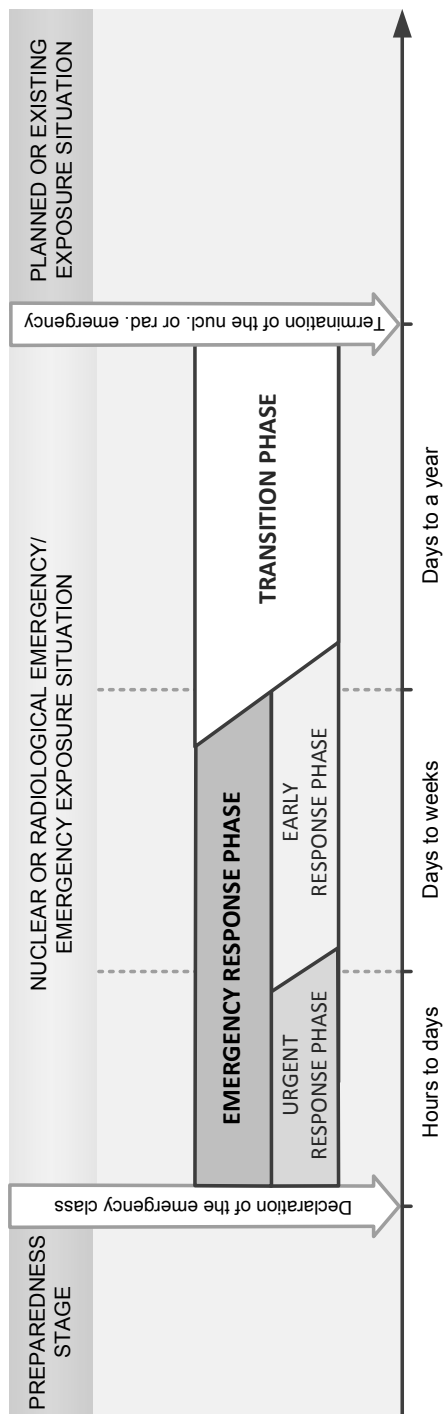 PREPAREDNESS
STAGE
NUCLEAR OR RADIOLOGICAL EMERGENCY/
EMERGENCY EXPOSURE SITUATION
PLANNED OR EXISTING
EXPOSURE SITUATION
Declaration of the emergency class
Termination of the nucl. or rad. emergency
EMERGENCY RESPONSE PHASE
URGENT
RESPONSE PHASE
EARLY
RESPONSE PHASE
TRANSITION PHASE
Hours to days
Days to weeks
Days to a year